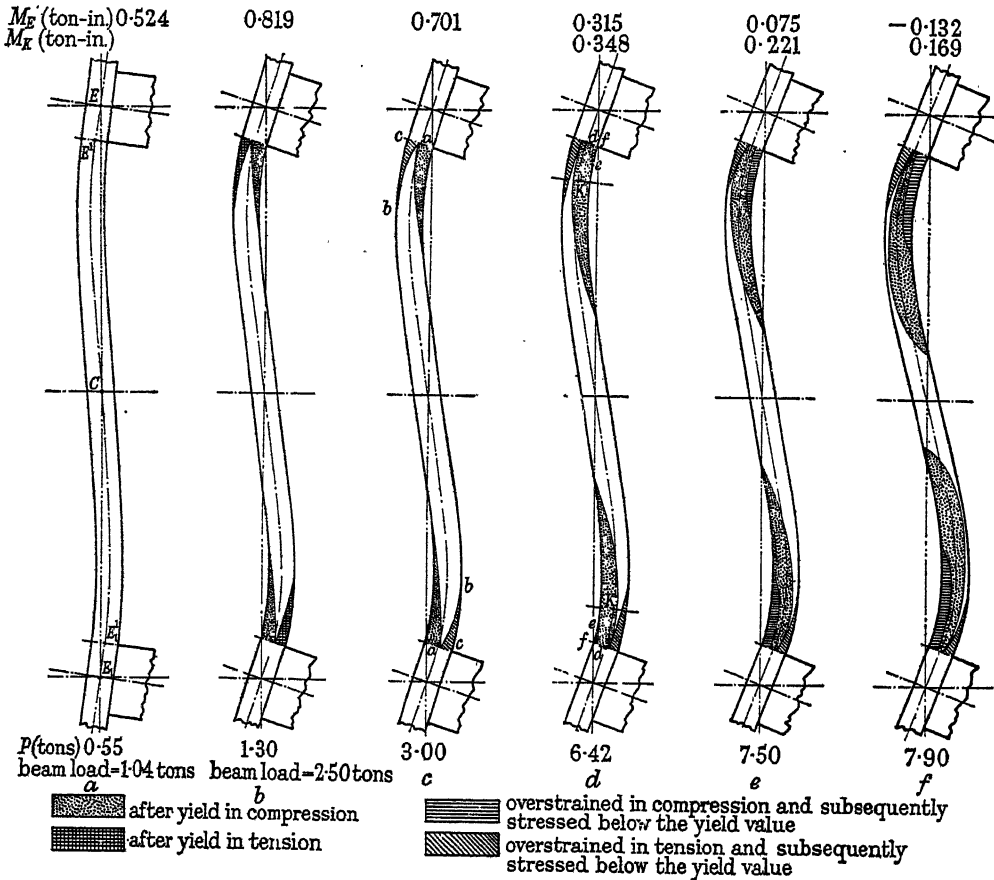 M_E' (ton-in.) 0·524 0·819 0·701 0·315 0·075 −0·132
M_K (ton-in.) 0·348 0·221 0·169
E
E'
c a
b
d f
e
K
C
b
a c
K
e
f
d
E'₁
E₁
P(tons) 0·55 1·30 3·00 6·42 7·50 7·90
beam load=1·04 tons beam load=2·50 tons
a b c d e f
after yield in compression
after yield in tension
overstrained in compression and subsequently
stressed below the yield value
overstrained in tension and subsequently
stressed below the yield value